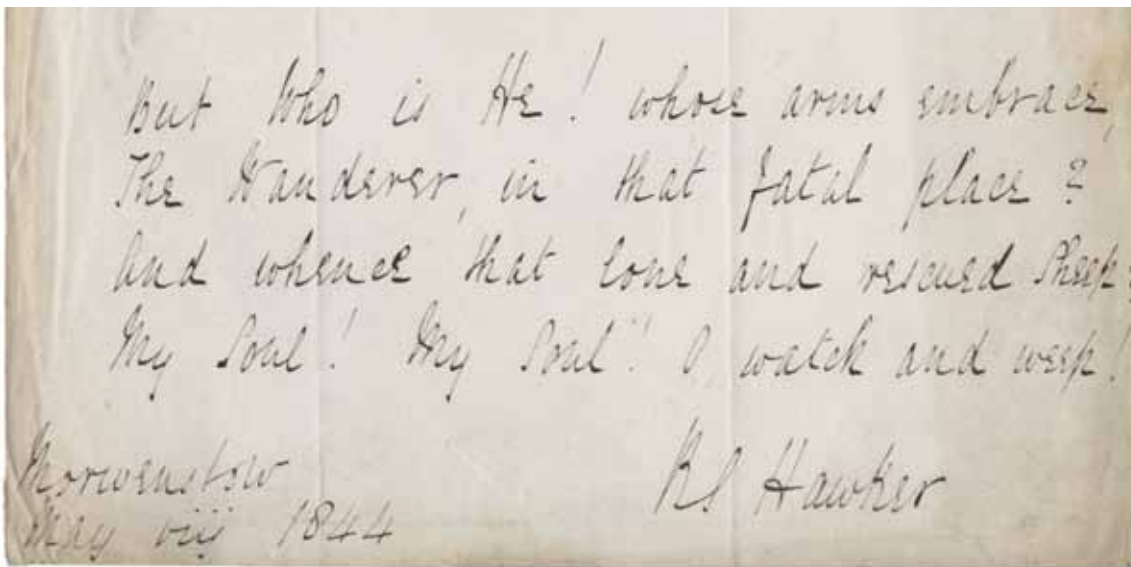 But Who is He! whose arms embrace,
The Wanderer, in that fatal place?
And whence that lone and rescued Sheep?
My Soul! My Soul!! O watch and weep!
Morwenstow
May viij 1844
RS Hawker